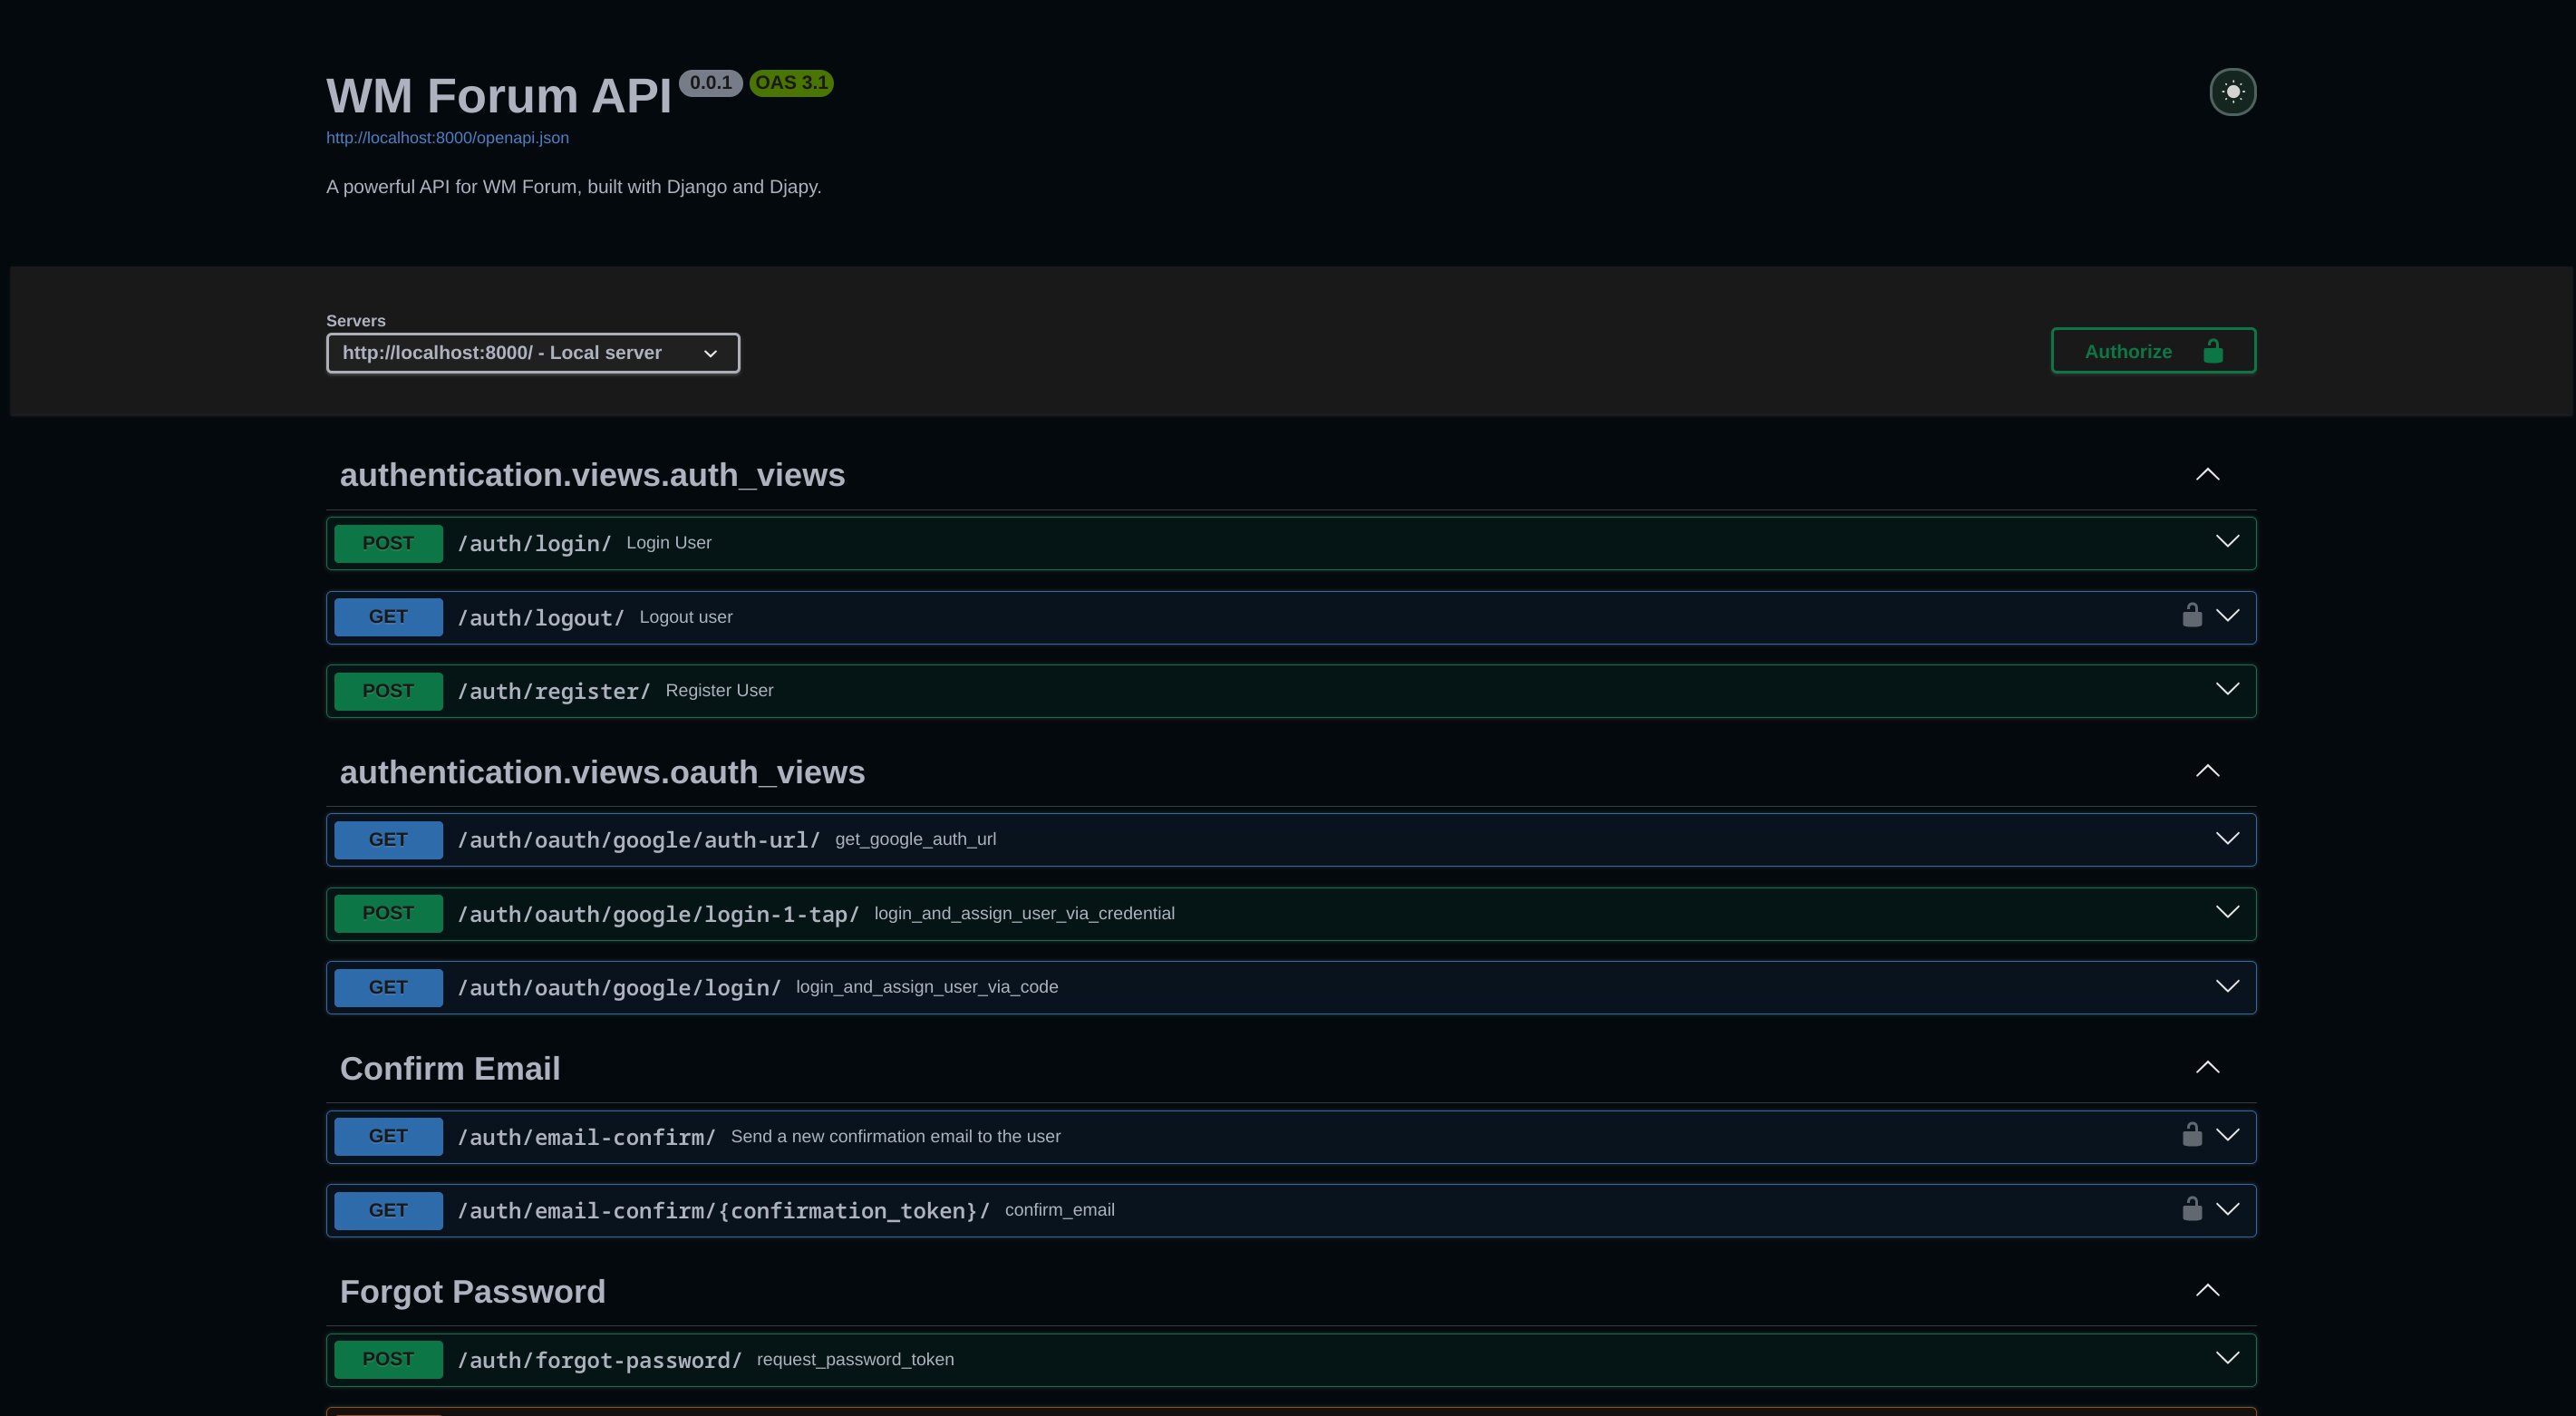 WM Forum API 0.0.1 OAS 3.1
http://localhost:8000/openapi.json
A powerful API for WM Forum, built with Django and Djapy.
Servers
http://localhost:8000/ - Local server
Authorize
authentication.views.auth_views
POST /auth/login/ Login User
GET /auth/logout/ Logout user
POST /auth/register/ Register User
authentication.views.oauth_views
GET /auth/oauth/google/auth-url/ get_google_auth_url
POST /auth/oauth/google/login-1-tap/ login_and_assign_user_via_credential
GET /auth/oauth/google/login/ login_and_assign_user_via_code
Confirm Email
GET /auth/email-confirm/ Send a new confirmation email to the user
GET /auth/email-confirm/{confirmation_token}/ confirm_email
Forgot Password
POST /auth/forgot-password/ request_password_token